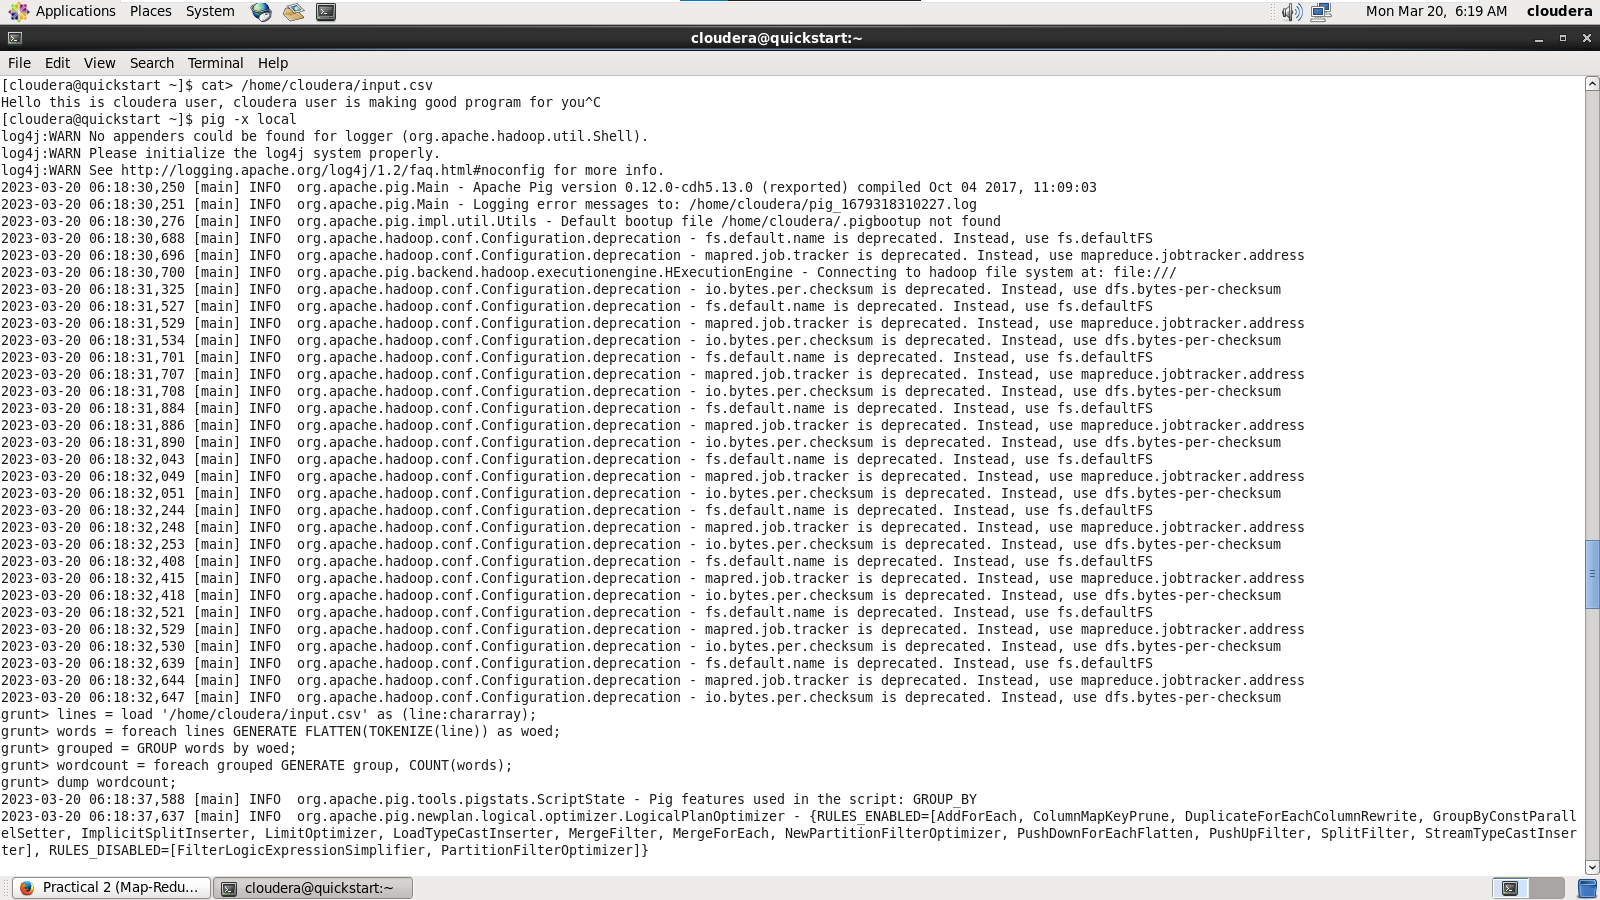 Applications Places System
Mon Mar 20, 6:19 AM cloudera
cloudera@quickstart:~
File Edit View Search Terminal Help
[cloudera@quickstart ~]$ cat> /home/cloudera/input.csv
Hello this is cloudera user, cloudera user is making good program for you^C
[cloudera@quickstart ~]$ pig -x local
log4j:WARN No appenders could be found for logger (org.apache.hadoop.util.Shell).
log4j:WARN Please initialize the log4j system properly.
log4j:WARN See http://logging.apache.org/log4j/1.2/faq.html#noconfig for more info.
2023-03-20 06:18:30,250 [main] INFO  org.apache.pig.Main - Apache Pig version 0.12.0-cdh5.13.0 (rexported) compiled Oct 04 2017, 11:09:03
2023-03-20 06:18:30,251 [main] INFO  org.apache.pig.Main - Logging error messages to: /home/cloudera/pig_1679318310227.log
2023-03-20 06:18:30,276 [main] INFO  org.apache.pig.impl.util.Utils - Default bootup file /home/cloudera/.pigbootup not found
2023-03-20 06:18:30,688 [main] INFO  org.apache.hadoop.conf.Configuration.deprecation - fs.default.name is deprecated. Instead, use fs.defaultFS
2023-03-20 06:18:30,696 [main] INFO  org.apache.hadoop.conf.Configuration.deprecation - mapred.job.tracker is deprecated. Instead, use mapreduce.jobtracker.address
2023-03-20 06:18:30,700 [main] INFO  org.apache.pig.backend.hadoop.executionengine.HExecutionEngine - Connecting to hadoop file system at: file:///
2023-03-20 06:18:31,325 [main] INFO  org.apache.hadoop.conf.Configuration.deprecation - io.bytes.per.checksum is deprecated. Instead, use dfs.bytes-per-checksum
2023-03-20 06:18:31,527 [main] INFO  org.apache.hadoop.conf.Configuration.deprecation - fs.default.name is deprecated. Instead, use fs.defaultFS
2023-03-20 06:18:31,529 [main] INFO  org.apache.hadoop.conf.Configuration.deprecation - mapred.job.tracker is deprecated. Instead, use mapreduce.jobtracker.address
2023-03-20 06:18:31,534 [main] INFO  org.apache.hadoop.conf.Configuration.deprecation - io.bytes.per.checksum is deprecated. Instead, use dfs.bytes-per-checksum
2023-03-20 06:18:31,701 [main] INFO  org.apache.hadoop.conf.Configuration.deprecation - fs.default.name is deprecated. Instead, use fs.defaultFS
2023-03-20 06:18:31,707 [main] INFO  org.apache.hadoop.conf.Configuration.deprecation - mapred.job.tracker is deprecated. Instead, use mapreduce.jobtracker.address
2023-03-20 06:18:31,708 [main] INFO  org.apache.hadoop.conf.Configuration.deprecation - io.bytes.per.checksum is deprecated. Instead, use dfs.bytes-per-checksum
2023-03-20 06:18:31,884 [main] INFO  org.apache.hadoop.conf.Configuration.deprecation - fs.default.name is deprecated. Instead, use fs.defaultFS
2023-03-20 06:18:31,886 [main] INFO  org.apache.hadoop.conf.Configuration.deprecation - mapred.job.tracker is deprecated. Instead, use mapreduce.jobtracker.address
2023-03-20 06:18:31,890 [main] INFO  org.apache.hadoop.conf.Configuration.deprecation - io.bytes.per.checksum is deprecated. Instead, use dfs.bytes-per-checksum
2023-03-20 06:18:32,043 [main] INFO  org.apache.hadoop.conf.Configuration.deprecation - fs.default.name is deprecated. Instead, use fs.defaultFS
2023-03-20 06:18:32,049 [main] INFO  org.apache.hadoop.conf.Configuration.deprecation - mapred.job.tracker is deprecated. Instead, use mapreduce.jobtracker.address
2023-03-20 06:18:32,051 [main] INFO  org.apache.hadoop.conf.Configuration.deprecation - io.bytes.per.checksum is deprecated. Instead, use dfs.bytes-per-checksum
2023-03-20 06:18:32,244 [main] INFO  org.apache.hadoop.conf.Configuration.deprecation - fs.default.name is deprecated. Instead, use fs.defaultFS
2023-03-20 06:18:32,248 [main] INFO  org.apache.hadoop.conf.Configuration.deprecation - mapred.job.tracker is deprecated. Instead, use mapreduce.jobtracker.address
2023-03-20 06:18:32,253 [main] INFO  org.apache.hadoop.conf.Configuration.deprecation - io.bytes.per.checksum is deprecated. Instead, use dfs.bytes-per-checksum
2023-03-20 06:18:32,408 [main] INFO  org.apache.hadoop.conf.Configuration.deprecation - fs.default.name is deprecated. Instead, use fs.defaultFS
2023-03-20 06:18:32,415 [main] INFO  org.apache.hadoop.conf.Configuration.deprecation - mapred.job.tracker is deprecated. Instead, use mapreduce.jobtracker.address
2023-03-20 06:18:32,418 [main] INFO  org.apache.hadoop.conf.Configuration.deprecation - io.bytes.per.checksum is deprecated. Instead, use dfs.bytes-per-checksum
2023-03-20 06:18:32,521 [main] INFO  org.apache.hadoop.conf.Configuration.deprecation - fs.default.name is deprecated. Instead, use fs.defaultFS
2023-03-20 06:18:32,529 [main] INFO  org.apache.hadoop.conf.Configuration.deprecation - mapred.job.tracker is deprecated. Instead, use mapreduce.jobtracker.address
2023-03-20 06:18:32,530 [main] INFO  org.apache.hadoop.conf.Configuration.deprecation - io.bytes.per.checksum is deprecated. Instead, use dfs.bytes-per-checksum
2023-03-20 06:18:32,639 [main] INFO  org.apache.hadoop.conf.Configuration.deprecation - fs.default.name is deprecated. Instead, use fs.defaultFS
2023-03-20 06:18:32,644 [main] INFO  org.apache.hadoop.conf.Configuration.deprecation - mapred.job.tracker is deprecated. Instead, use mapreduce.jobtracker.address
2023-03-20 06:18:32,647 [main] INFO  org.apache.hadoop.conf.Configuration.deprecation - io.bytes.per.checksum is deprecated. Instead, use dfs.bytes-per-checksum
grunt> lines = load '/home/cloudera/input.csv' as (line:chararray);
grunt> words = foreach lines GENERATE FLATTEN(TOKENIZE(line)) as woed;
grunt> grouped = GROUP words by woed;
grunt> wordcount = foreach grouped GENERATE group, COUNT(words);
grunt> dump wordcount;
2023-03-20 06:18:37,588 [main] INFO  org.apache.pig.tools.pigstats.ScriptState - Pig features used in the script: GROUP_BY
2023-03-20 06:18:37,637 [main] INFO  org.apache.pig.newplan.logical.optimizer.LogicalPlanOptimizer - {RULES_ENABLED=[AddForEach, ColumnMapKeyPrune, DuplicateForEachColumnRewrite, GroupByConstParall
elSetter, ImplicitSplitInserter, LimitOptimizer, LoadTypeCastInserter, MergeFilter, MergeForEach, NewPartitionFilterOptimizer, PushDownForEachFlatten, PushUpFilter, SplitFilter, StreamTypeCastInser
ter], RULES_DISABLED=[FilterLogicExpressionSimplifier, PartitionFilterOptimizer]}
Practical 2 (Map-Redu... cloudera@quickstart:~